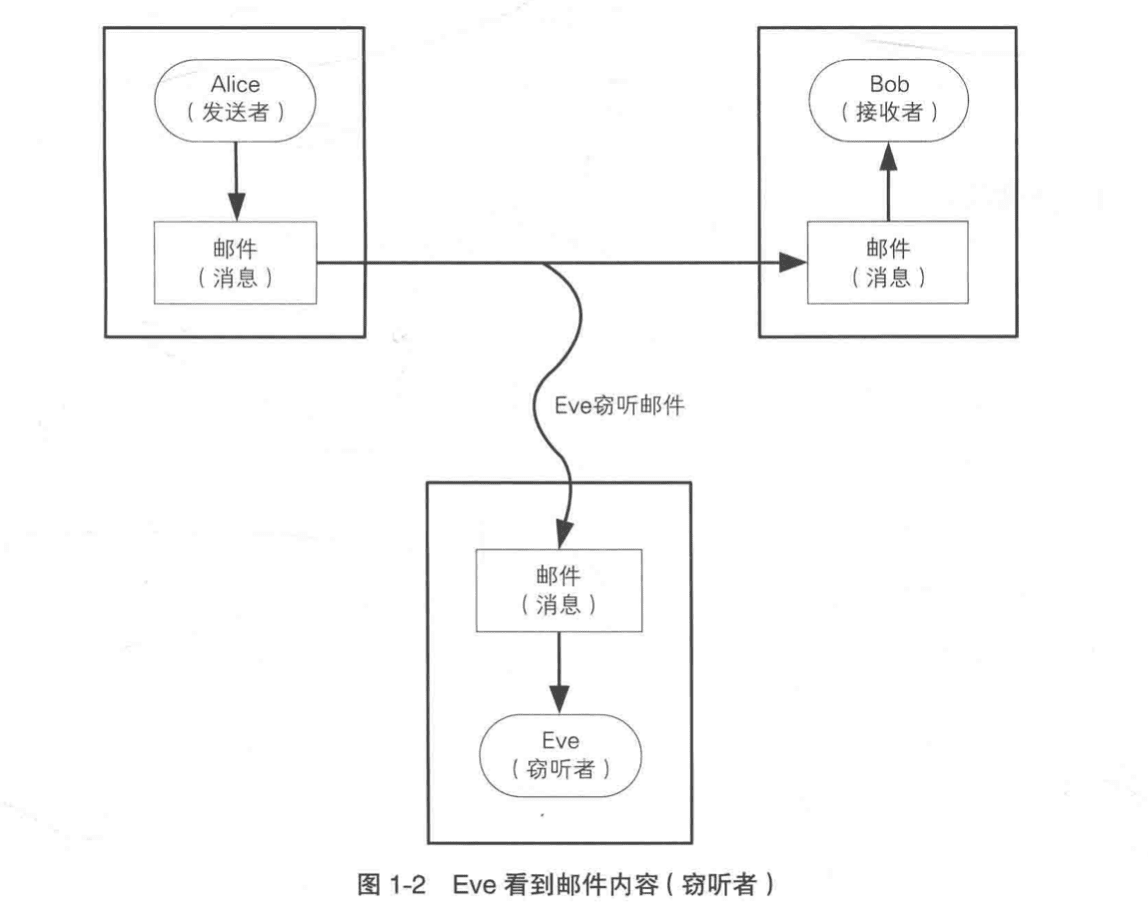 Alice
（发送者）
Bob
（接收者）
邮件
（消息）
邮件
（消息）
Eve窃听邮件
邮件
（消息）
Eve
（窃听者）
图 1-2 Eve 看到邮件内容（窃听者）